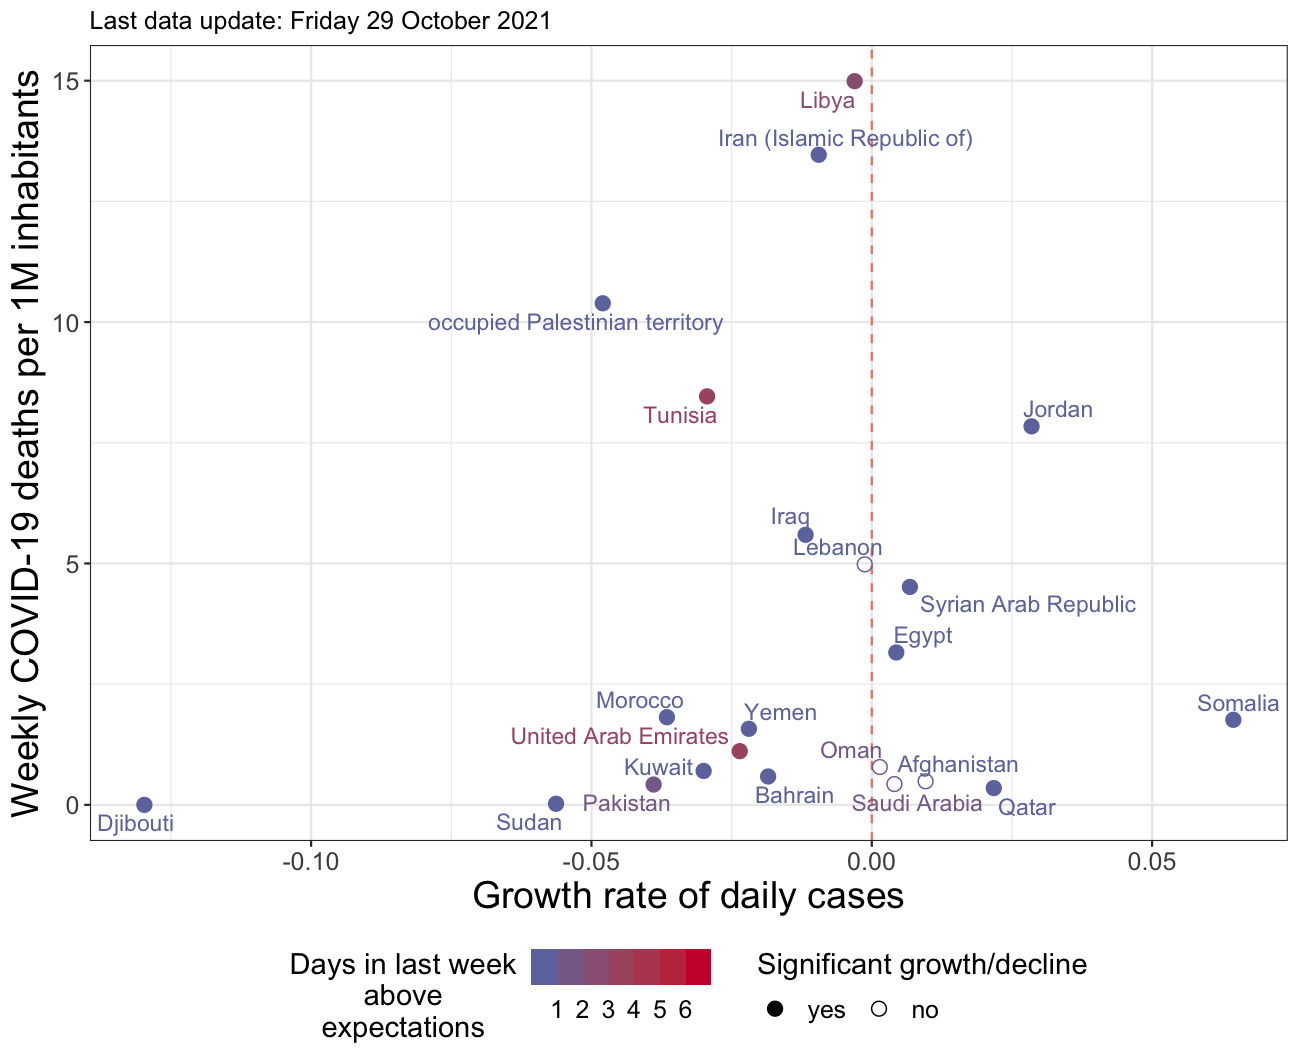 Last data update: Friday 29 October 2021
Weekly COVID-19 deaths per 1M inhabitants
15
10
5
0
Libya
Iran (Islamic Republic of)
occupied Palestinian territory
Tunisia
Jordan
Iraq
Lebanon
Syrian Arab Republic
Egypt
Morocco
Somalia
Yemen
United Arab Emirates
Oman
Kuwait
Afghanistan
Bahrain
Pakistan
Saudi Arabia
Qatar
Djibouti
Sudan
-0.10
-0.05
0.00
0.05
Growth rate of daily cases
Days in last week
above
expectations
1 2 3 4 5 6
Significant growth/decline
yes
no